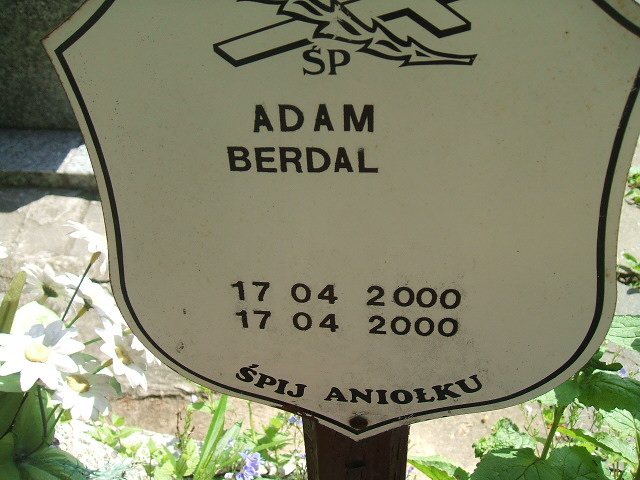 ŚP
ADAM
BERDAL
17 04 2000
17 04 2000
ŚPIJ ANIOŁKU